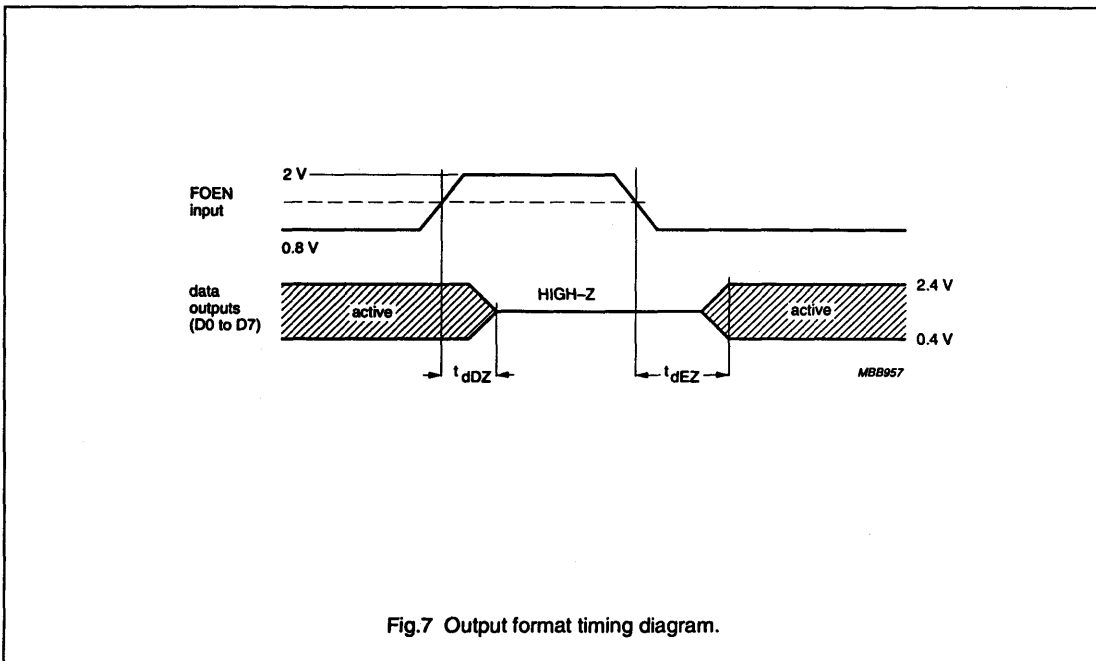 FOEN
input
2 V
0.8 V
data
outputs
(D0 to D7)
active
HIGH–Z
active
2.4 V
0.4 V
t dDZ
t dEZ
MBB957
Fig.7 Output format timing diagram.